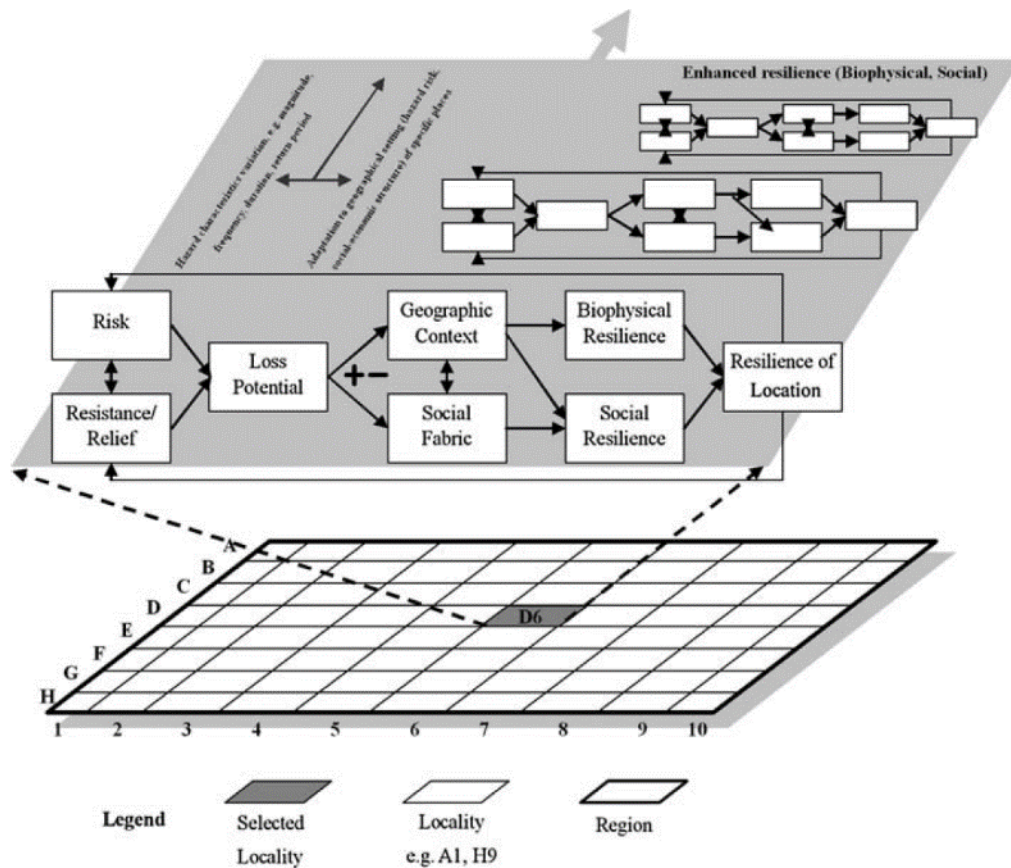 Enhanced resilience (Biophysical, Social)
Hazard characteristics variation, e.g. magnitude,
frequency, duration, return period
Adaptation to geographical setting (hazard risk,
social-economic structure) of specific places
Risk
Resistance/
Relief
Loss
Potential
+-
Geographic
Context
Social
Fabric
Biophysical
Resilience
Social
Resilience
Resilience of
Location
A
B
C
D
E
F
G
H
D6
1 2 3 4 5 6 7 8 9 10
Legend
Selected
Locality
Locality
e.g. A1, H9
Region